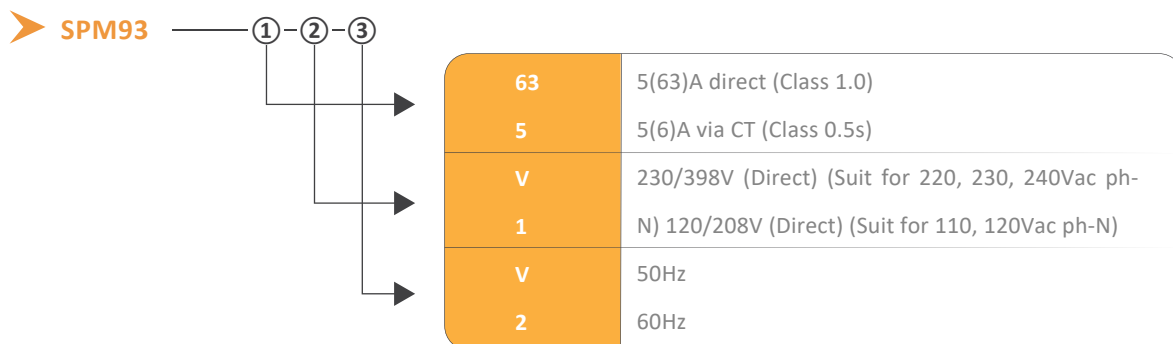 SPM93 ①-②-③
63 5(63)A direct (Class 1.0)
5 5(6)A via CT (Class 0.5s)
V 230/398V (Direct) (Suit for 220, 230, 240Vac ph-
1 N) 120/208V (Direct) (Suit for 110, 120Vac ph-N)
V 50Hz
2 60Hz